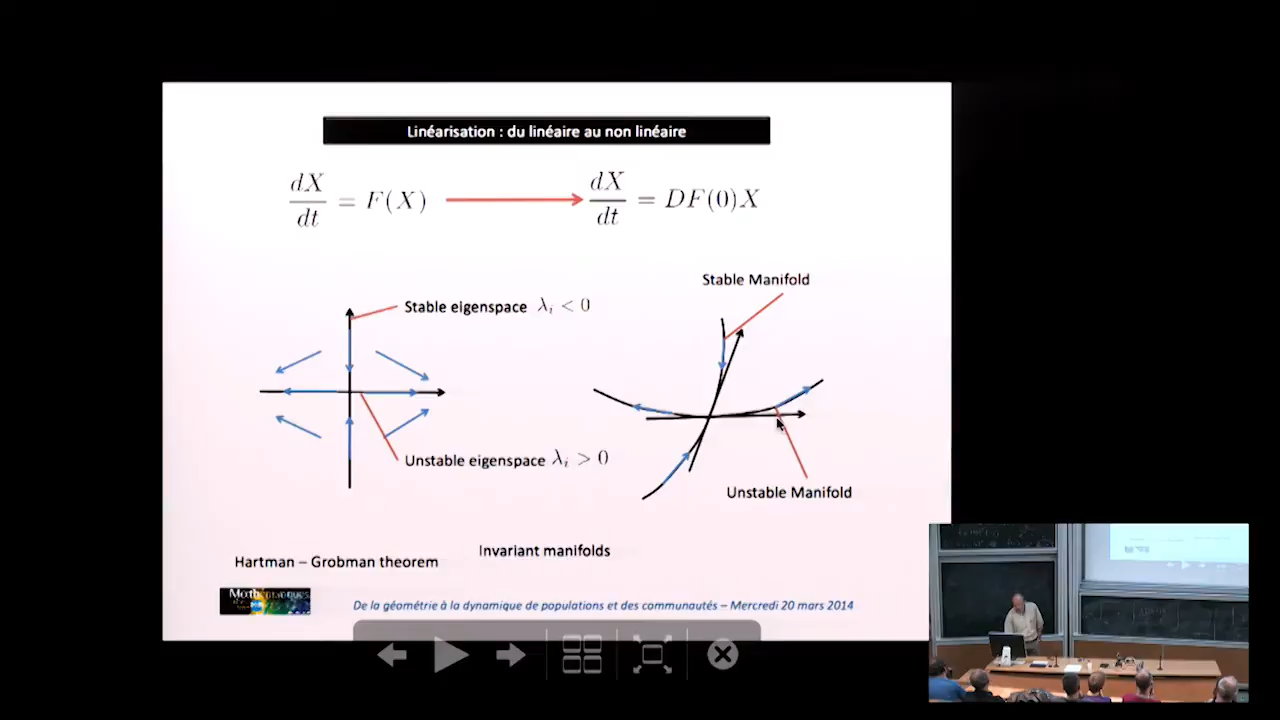 Linéarisation : du linéaire au non linéaire
dX/dt = F(X)
dX/dt = DF(0)X
Stable Manifold
Stable eigenspace λᵢ < 0
Unstable eigenspace λᵢ > 0
Unstable Manifold
Invariant manifolds
Hartman – Grobman theorem
De la géométrie à la dynamique de populations et des communautés – Mercredi 20 mars 2014